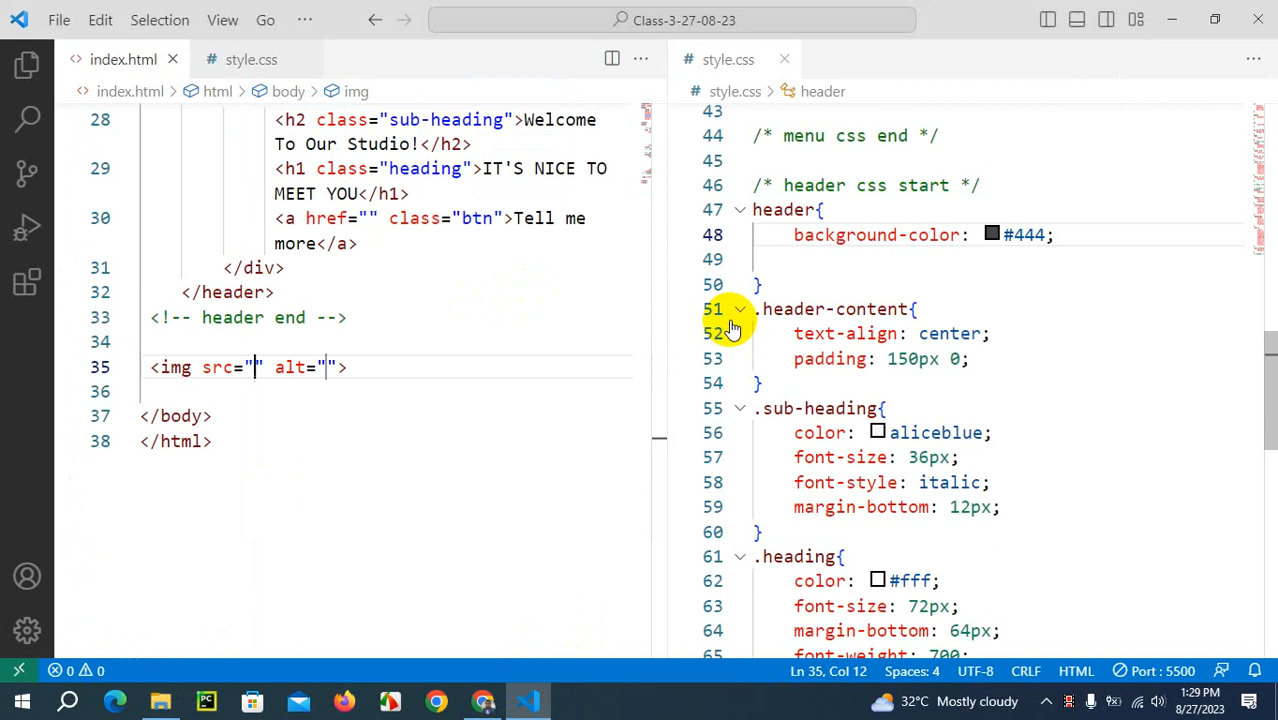 File Edit Selection View Go ··· Class-3-27-08-23
index.html style.css
index.html html body img
28 <h2 class="sub-heading">Welcome
To Our Studio!</h2>
29 <h1 class="heading">IT'S NICE TO
MEET YOU</h1>
30 <a href="" class="btn">Tell me
more</a>
31 </div>
32 </header>
33 <!-- header end -->
34
35 <img src="" alt="">
36
37 </body>
38 </html>
style.css
style.css header
43
44 /* menu css end */
45
46 /* header css start */
47 header{
48 background-color: #444;
49
50 }
51 .header-content{
52 text-align: center;
53 padding: 150px 0;
54 }
55 .sub-heading{
56 color: aliceblue;
57 font-size: 36px;
58 font-style: italic;
59 margin-bottom: 12px;
60 }
61 .heading{
62 color: #fff;
63 font-size: 72px;
64 margin-bottom: 64px;
65 font-weight: 700;
0 0 Ln 35, Col 12 Spaces: 4 UTF-8 CRLF HTML Port : 5500
PC 32°C Mostly cloudy 1:29 PM
8/27/2023